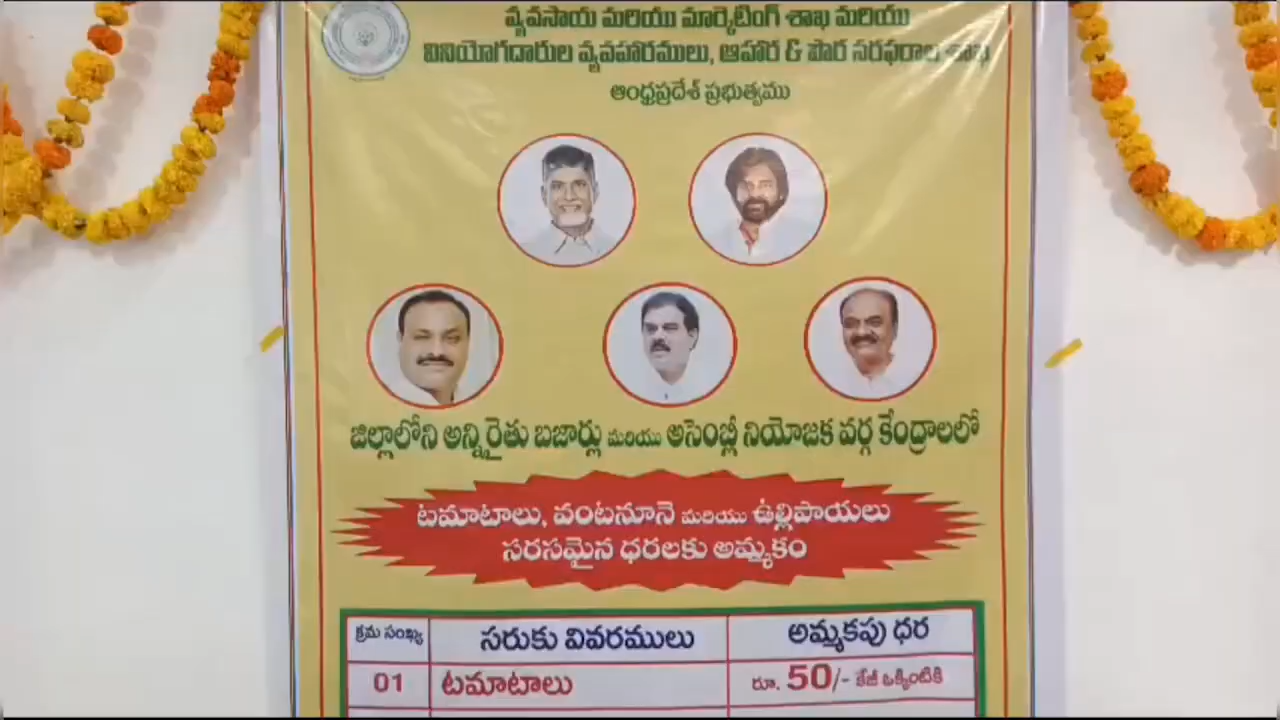 వ్యవసాయ మరియు మార్కెటింగ్ శాఖ మరియు
వినియోగదారుల వ్యవహారములు, ఆహార & పౌర సరఫరాల శాఖ
ఆంధ్రప్రదేశ్ ప్రభుత్వము
జిల్లాలోని అన్ని రైతు బజార్లు మరియు అసెంబ్లీ నియోజక వర్గ కేంద్రాలలో
టమాటాలు, వంటనూనె మరియు ఉల్లిపాయలు
సరసమైన ధరలకు అమ్మకం
క్రమ సంఖ్య సరుకు వివరములు అమ్మకపు ధర
01 టమాటాలు రూ. 50/- కేజీ ఒక్కింటికి